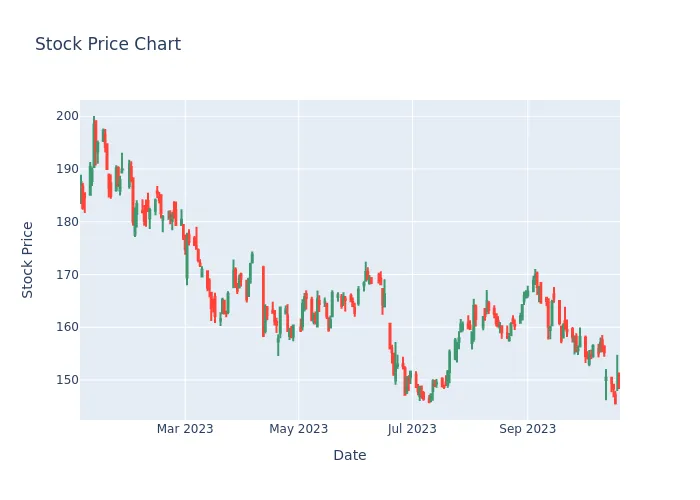 Stock Price Chart
200
190
180
170
160
150
Stock Price
Mar 2023
May 2023
Jul 2023
Sep 2023
Date